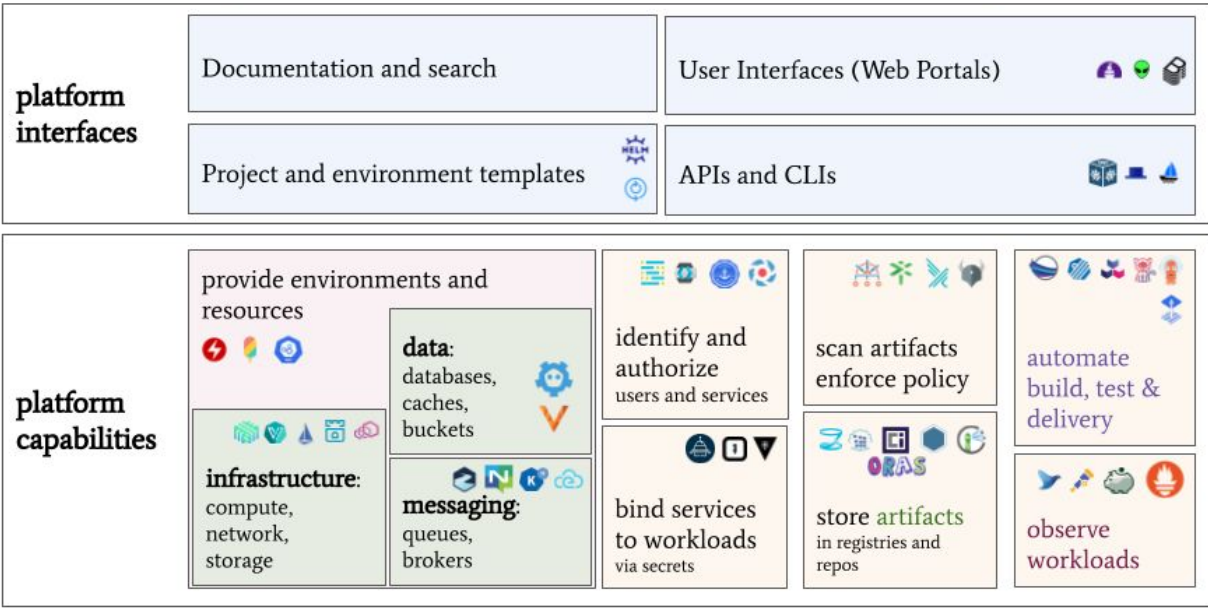 platform
interfaces
Documentation and search
User Interfaces (Web Portals)
Project and environment templates
HELM
APIs and CLIs
platform
capabilities
provide environments and
resources
data:
databases,
caches,
buckets
infrastructure:
compute,
network,
storage
messaging:
queues,
brokers
identify and
authorize
users and services
bind services
to workloads
via secrets
scan artifacts
enforce policy
ORAS
store artifacts
in registries and
repos
automate
build, test &
delivery
observe
workloads